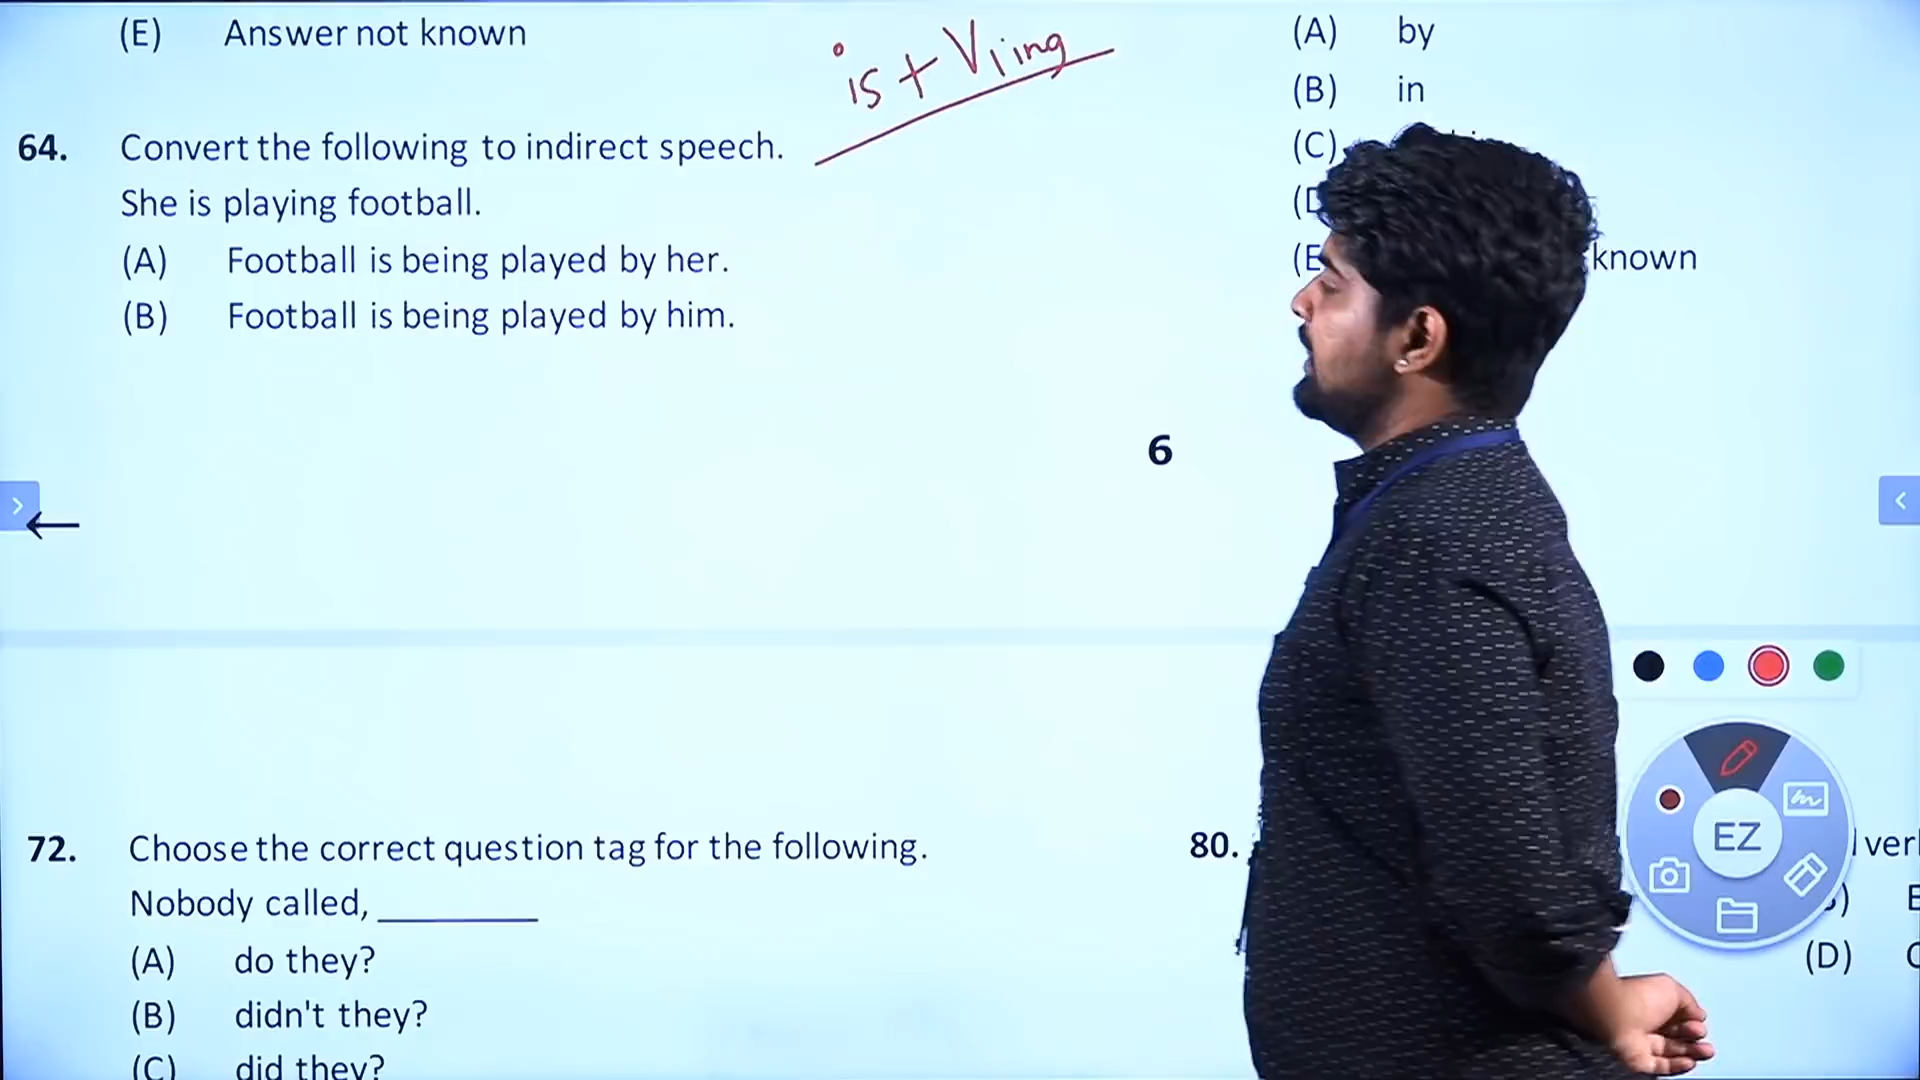 (E) Answer not known
is + V1 ing
64. Convert the following to indirect speech.
She is playing football.
(A) Football is being played by her.
(B) Football is being played by him.
6
72. Choose the correct question tag for the following.
Nobody called, ________
(A) do they?
(B) didn't they?
(C) did they?
(A) by
(B) in
(C)
known
80.
(D)
EZ